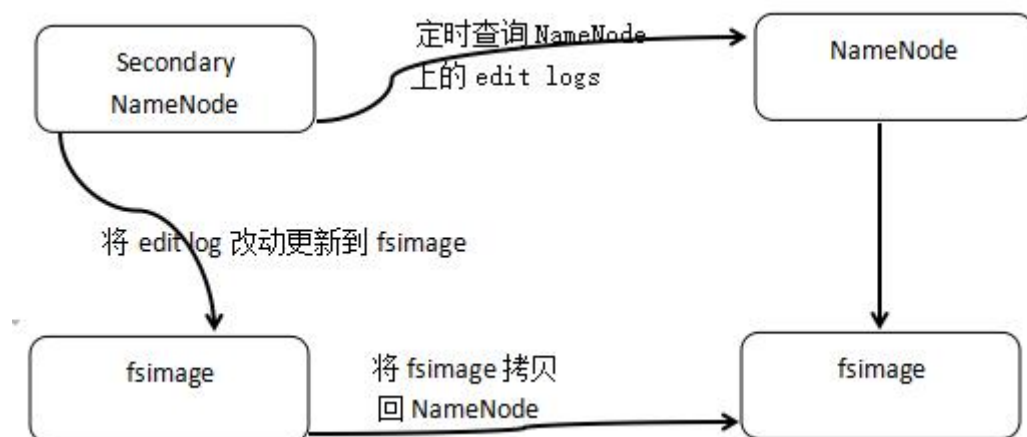 Secondary
NameNode
定时查询 NameNode
上的 edit logs
NameNode
将 edit log 改动更新到 fsimage
fsimage
将 fsimage 拷贝
回 NameNode
fsimage